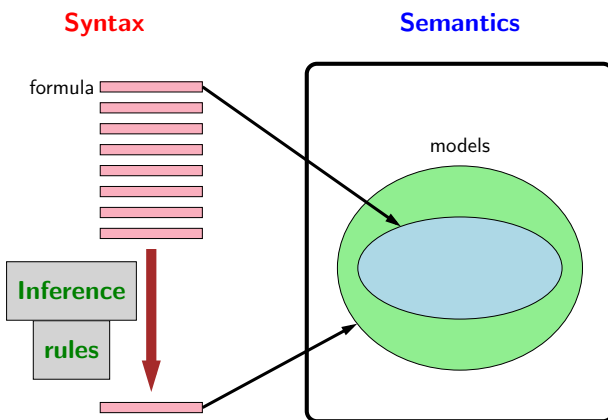 Syntax
Semantics
formula
models
Inference
rules